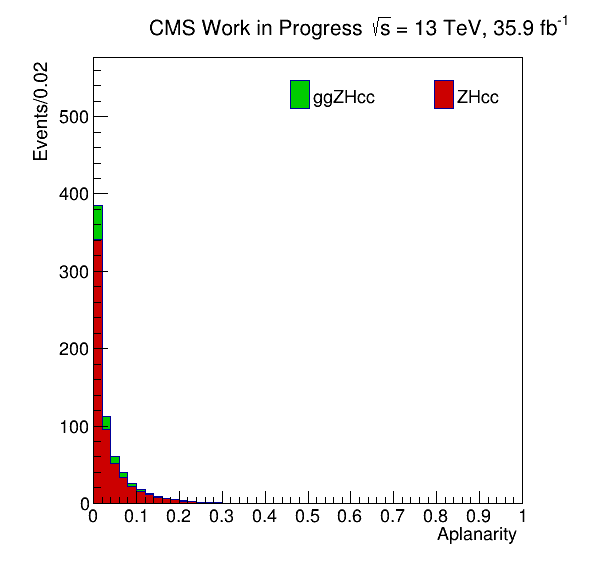 CMS Work in Progress √s = 13 TeV, 35.9 fb⁻¹
Events/0.02
ggZHcc ZHcc
500
400
300
200
100
0
0 0.1 0.2 0.3 0.4 0.5 0.6 0.7 0.8 0.9 1
Aplanarity